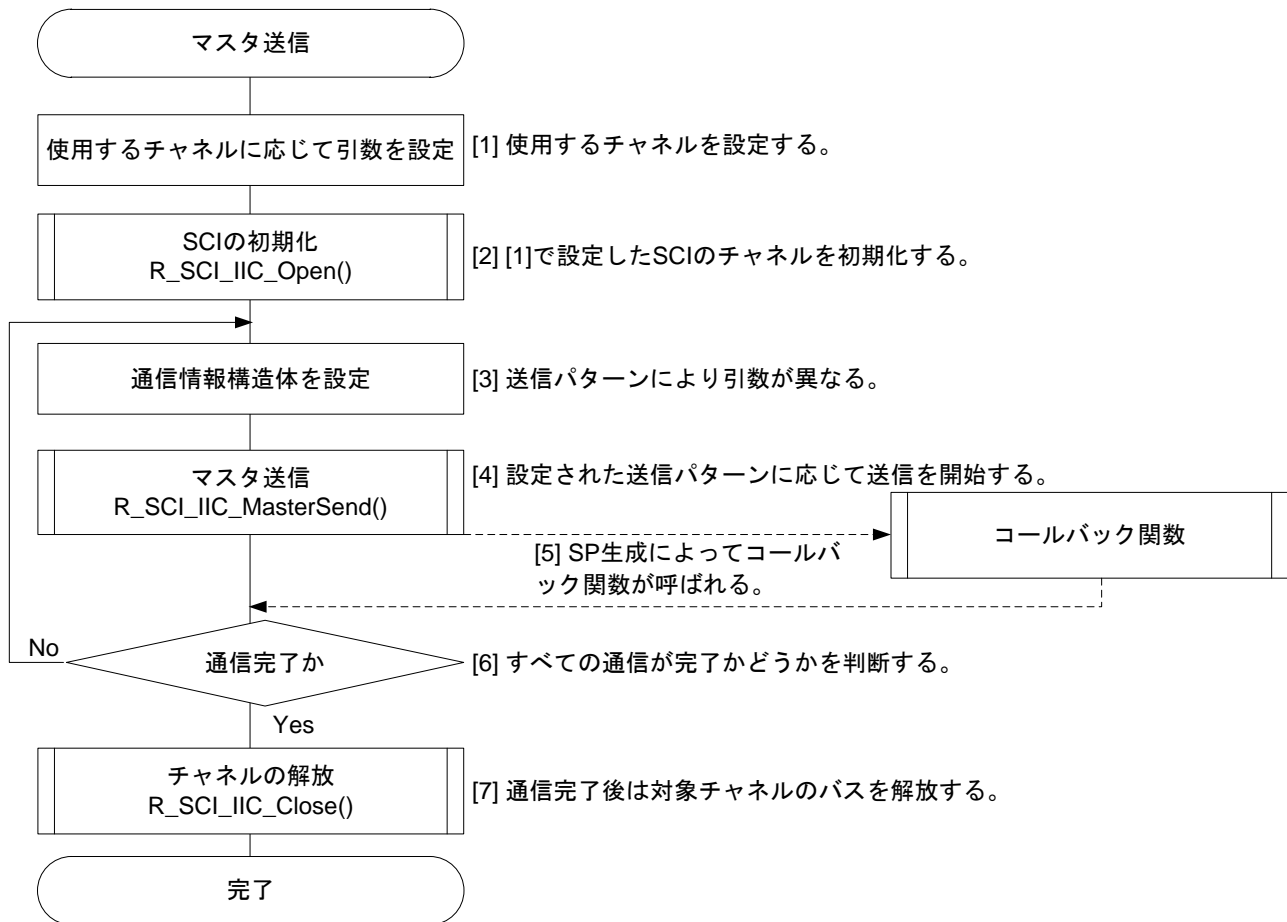 マスタ送信
使用するチャネルに応じて引数を設定
[1] 使用するチャネルを設定する。
SCIの初期化
R_SCI_IIC_Open()
[2] [1]で設定したSCIのチャネルを初期化する。
通信情報構造体を設定
[3] 送信パターンにより引数が異なる。
マスタ送信
R_SCI_IIC_MasterSend()
[4] 設定された送信パターンに応じて送信を開始する。
コールバック関数
[5] SP生成によってコールバ
ック関数が呼ばれる。
No
通信完了か
[6] すべての通信が完了かどうかを判断する。
Yes
チャネルの解放
R_SCI_IIC_Close()
[7] 通信完了後は対象チャネルのバスを解放する。
完了